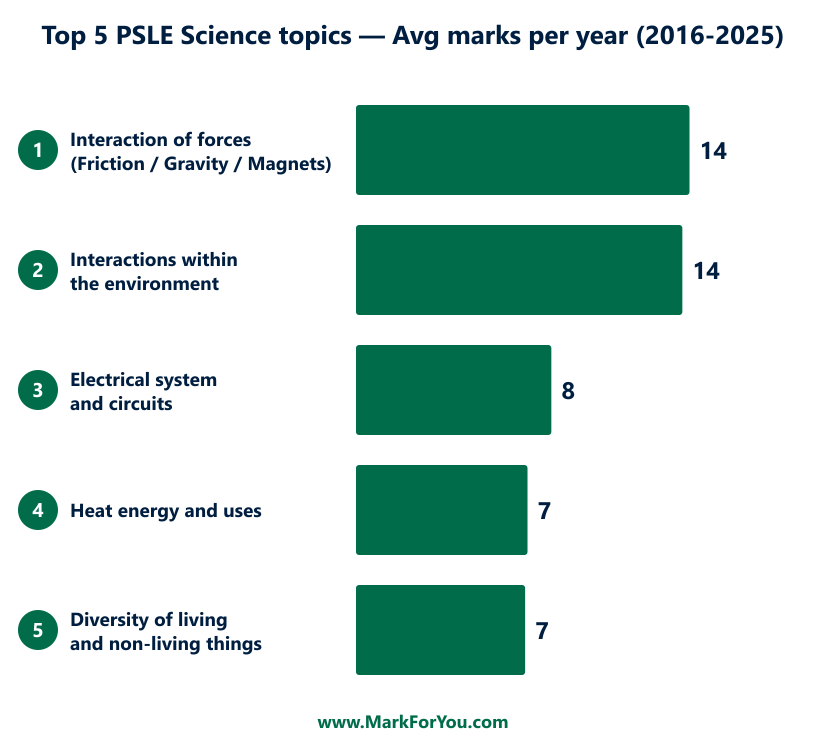 Top 5 PSLE Science topics — Avg marks per year (2016-2025)
1
Interaction of forces
(Friction / Gravity / Magnets)
14
2
Interactions within
the environment
14
3
Electrical system
and circuits
8
4
Heat energy and uses
7
5
Diversity of living
and non-living things
7
www.MarkForYou.com